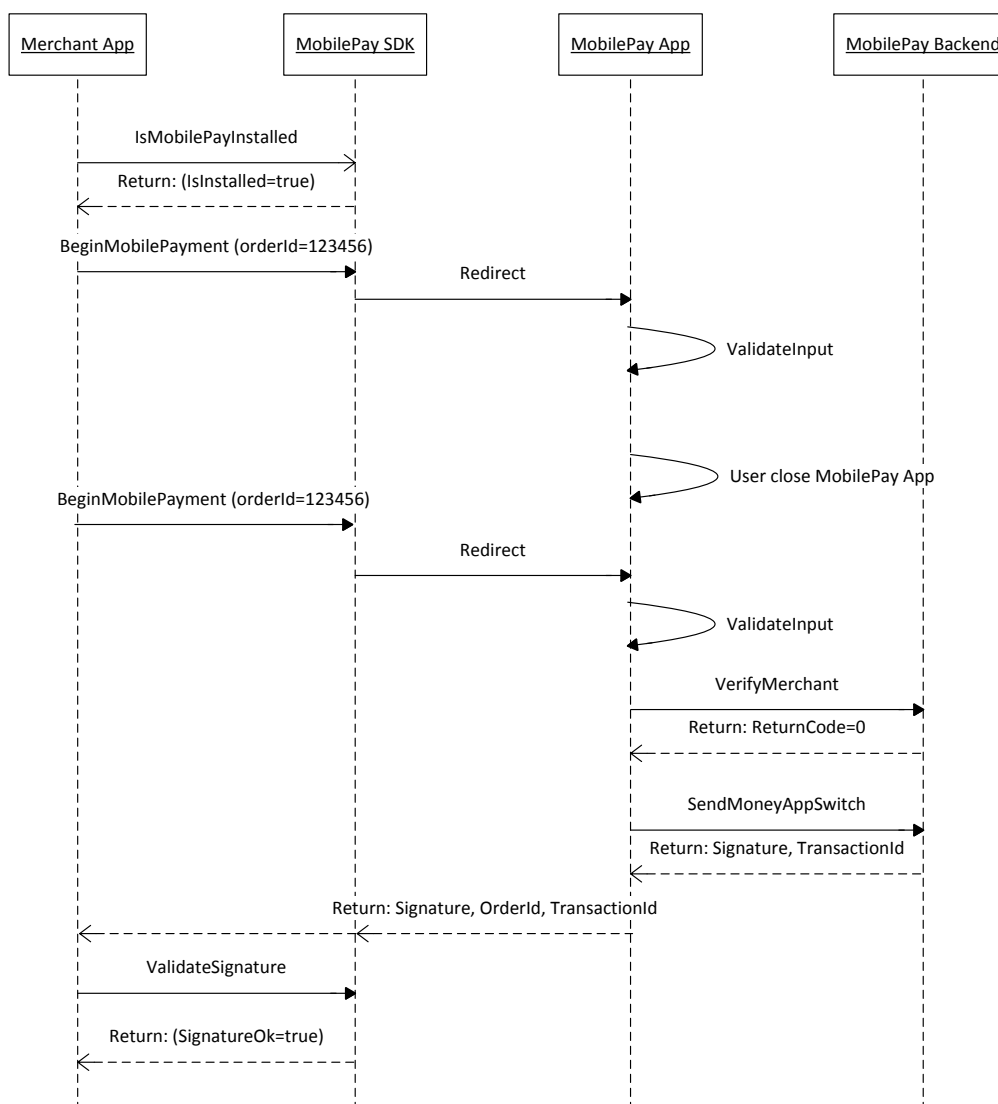 Merchant App
MobilePay SDK
MobilePay App
MobilePay Backend
IsMobilePayInstalled
Return: (IsInstalled=true)
BeginMobilePayment (orderId=123456)
Redirect
ValidateInput
User close MobilePay App
BeginMobilePayment (orderId=123456)
Redirect
ValidateInput
VerifyMerchant
Return: ReturnCode=0
SendMoneyAppSwitch
Return: Signature, TransactionId
Return: Signature, OrderId, TransactionId
ValidateSignature
Return: (SignatureOk=true)